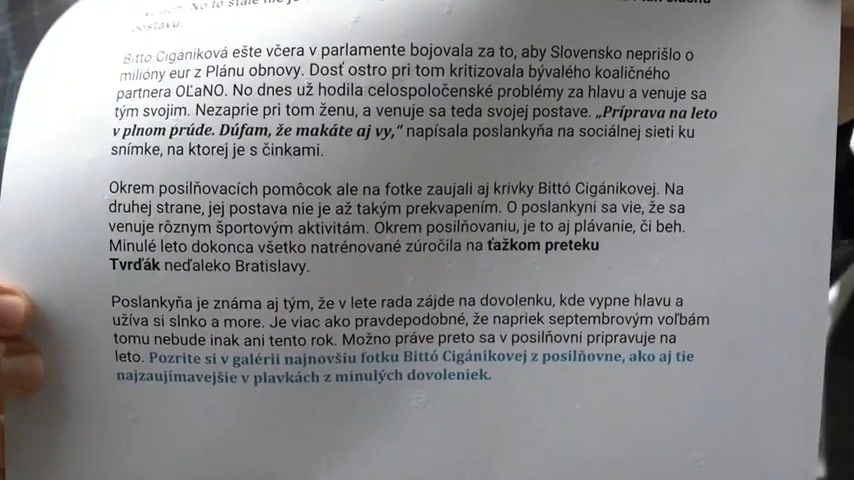 No to stále nie je
postavu.
Bittó Cigániková ešte včera v parlamente bojovala za to, aby Slovensko neprišlo o
milióny eur z Plánu obnovy. Dosť ostro pri tom kritizovala bývalého koaličného
partnera OĽaNO. No dnes už hodila celospoločenské problémy za hlavu a venuje sa
tým svojim. Nezaprie pri tom ženu, a venuje sa teda svojej postave. „Príprava na leto
v plnom prúde. Dúfam, že makáte aj vy,“ napísala poslankyňa na sociálnej sieti ku
snímke, na ktorej je s činkami.
Okrem posilňovacích pomôcok ale na fotke zaujali aj krivky Bittó Cigánikovej. Na
druhej strane, jej postava nie je až takým prekvapením. O poslankyni sa vie, že sa
venuje rôznym športovým aktivitám. Okrem posilňovaniu, je to aj plávanie, či beh.
Minulé leto dokonca všetko natrénované zúročila na ťažkom preteku
Tvrďák neďaleko Bratislavy.
Poslankyňa je známa aj tým, že v lete rada zájde na dovolenku, kde vypne hlavu a
užíva si slnko a more. Je viac ako pravdepodobné, že napriek septembrovým voľbám
tomu nebude inak ani tento rok. Možno práve preto sa v posilňovni pripravuje na
leto. Pozrite si v galérii najnovšiu fotku Bittó Cigánikovej z posilňovne, ako aj tie
najzaujímavejšie v plavkách z minulých dovoleniek.